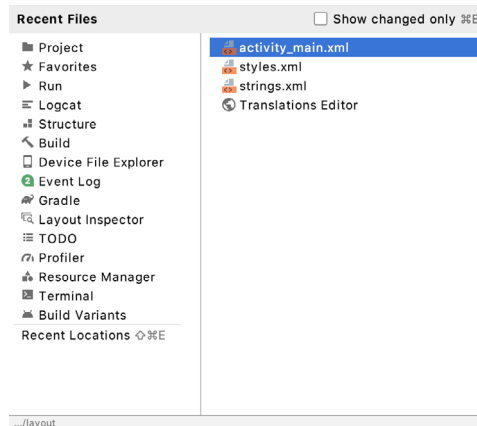 Recent Files
Show changed only ⌘E
Project
Favorites
Run
Logcat
Structure
Build
Device File Explorer
2 Event Log
Gradle
Layout Inspector
TODO
Profiler
Resource Manager
Terminal
Build Variants
Recent Locations ⇧⌘E
activity_main.xml
styles.xml
strings.xml
Translations Editor
.../layout